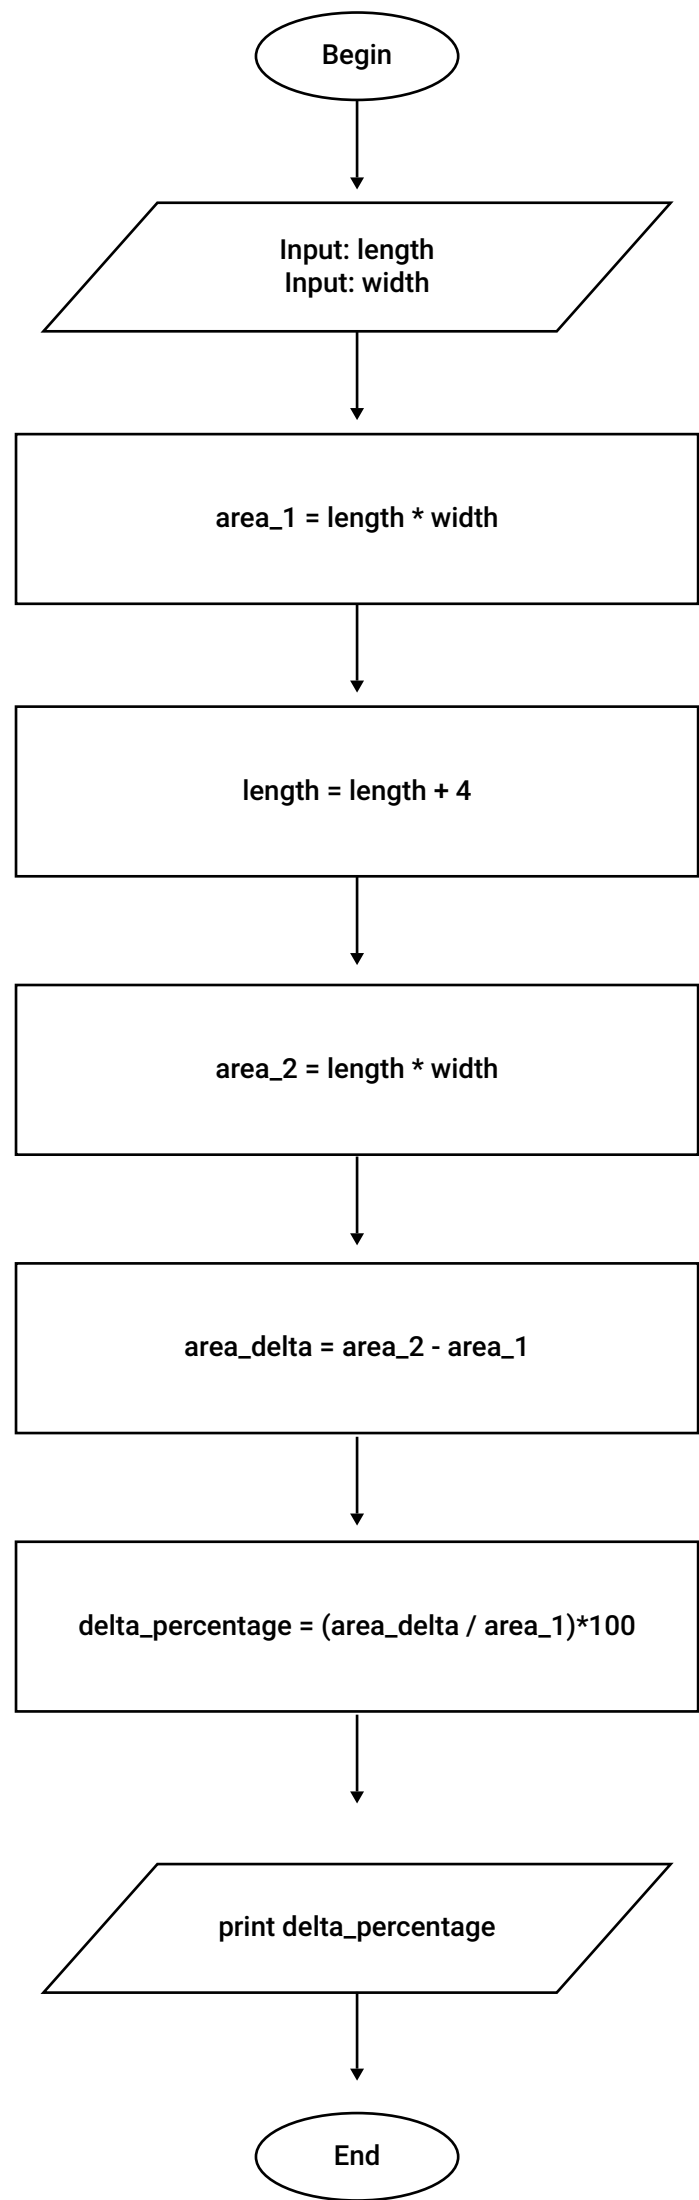 Begin
Input: length
Input: width
area_1 = length * width
length = length + 4
area_2 = length * width
area_delta = area_2 - area_1
delta_percentage = (area_delta / area_1)*100
print delta_percentage
End